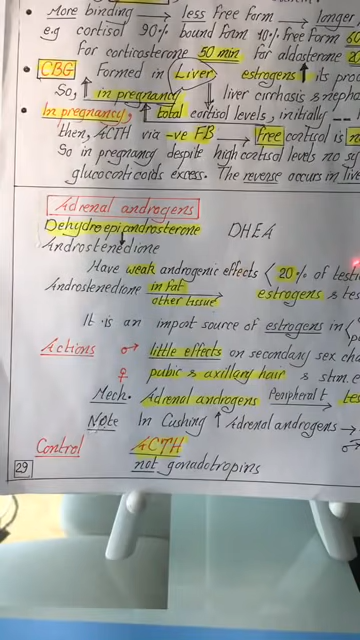 • More binding → less free form → longer
e.g cortisol 90% bound form 10% free form
For corticosterone 50 min for aldosterone
• CBG ↑ Formed in Liver estrogens ↑ its pro
So, ↑ in pregnancy ↓ liver cirrhosis & neph
• In pregnancy, ↑ total cortisol levels, initially
then, ACTH via -ve FB → free cortisol is n
So in pregnancy despite high cortisol levels no
glucocorticoids excess. The reverse occurs in live
Adrenal androgens
Dehydroepiandrosterone DHEA
Androstenedione
Have weak androgenic effects < 20% of testi
Androstenedione in fat → estrogens &
other tissue
It is an import source of estrogens in
Actions ♂ little effects on secondary sex cha
♀ pubic & axillary hair & stim.
Mech. Adrenal androgens Peripheral t → tes
Note In Cushing ↑ Adrenal androgens →
♂
Control ACTH
not gonadotropins
29